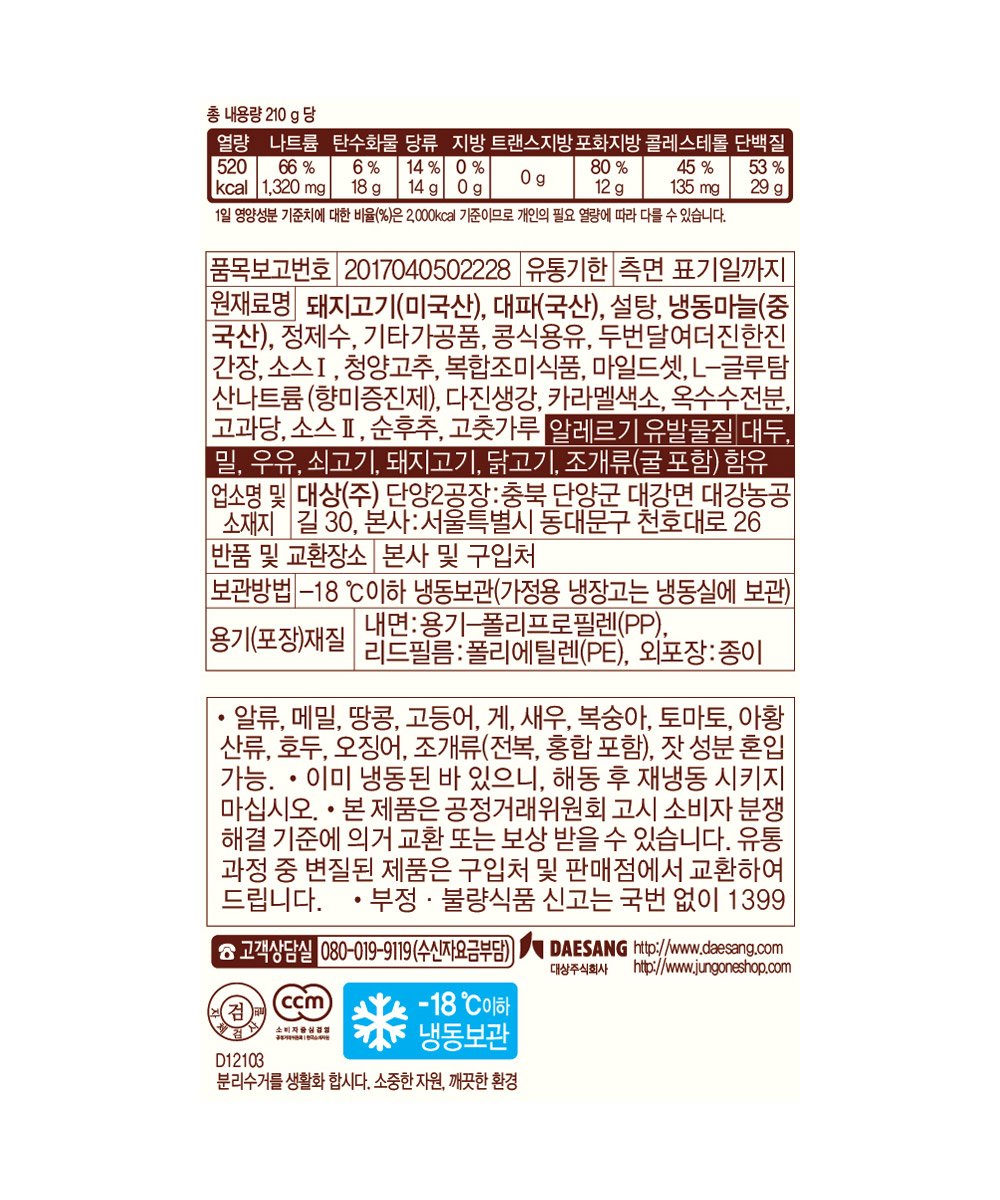 총 내용량 210 g 당
열량 나트륨 탄수화물 당류 지방 트랜스지방 포화지방 콜레스테롤 단백질
520 66 % 6 % 14 % 0 % 0 g 80 % 45 % 53 %
kcal 1,320 mg 18 g 14 g 0 g 12 g 135 mg 29 g
1일 영양성분 기준치에 대한 비율(%)은 2,000kcal 기준이므로 개인의 필요 열량에 따라 다를 수 있습니다.
품목보고번호 2017040502228 유통기한 측면 표기일까지
원재료명 돼지고기(미국산), 대파(국산), 설탕, 냉동마늘(중
국산), 정제수, 기타가공품, 콩식용유, 두번달여더진한진
간장, 소스Ⅰ, 청양고추, 복합조미식품, 마일드셋, L-글루탐
산나트륨(향미증진제), 다진생강, 카라멜색소, 옥수수전분,
고과당, 소스Ⅱ, 순후추, 고춧가루 알레르기 유발물질 대두,
밀, 우유, 쇠고기, 돼지고기, 닭고기, 조개류(굴 포함) 함유
업소명 및 대상(주) 단양2공장:충북 단양군 대강면 대강농공
소재지 길 30, 본사:서울특별시 동대문구 천호대로 26
반품 및 교환장소 본사 및 구입처
보관방법 -18 ℃이하 냉동보관(가정용 냉장고는 냉동실에 보관)
용기(포장)재질 내면:용기-폴리프로필렌(PP),
리드필름:폴리에틸렌(PE), 외포장:종이
• 알류, 메밀, 땅콩, 고등어, 게, 새우, 복숭아, 토마토, 아황
산류, 호두, 오징어, 조개류(전복, 홍합 포함), 잣 성분 혼입
가능. • 이미 냉동된 바 있으니, 해동 후 재냉동 시키지
마십시오. • 본 제품은 공정거래위원회 고시 소비자 분쟁
해결 기준에 의거 교환 또는 보상 받을 수 있습니다. 유통
과정 중 변질된 제품은 구입처 및 판매점에서 교환하여
드립니다. • 부정 · 불량식품 신고는 국번 없이 1399
고객상담실 080-019-9119(수신자요금부담) DAESANG http://www.daesang.com
대상주식회사 http://www.jungoneshop.com
검 자체검사필
ccm
소비자중심경영
공정거래위원회 | 한국소비자원
-18 ℃이하
냉동보관
D12103
분리수거를 생활화 합시다. 소중한 자원, 깨끗한 환경